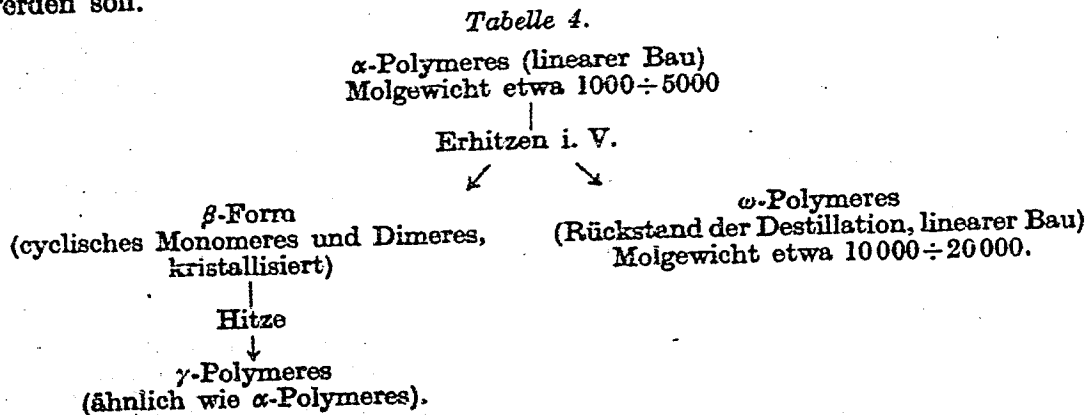 erden soll.
Tabelle 4.
α-Polymeres (linearer Bau)
Molgewicht etwa 1000÷5000
Erhitzen i. V.
β-Form
(cyclisches Monomeres und Dimeres,
kristallisiert)
ω-Polymeres
(Rückstand der Destillation, linearer Bau)
Molgewicht etwa 10000÷20000.
Hitze
γ-Polymeres
(ähnlich wie α-Polymeres).